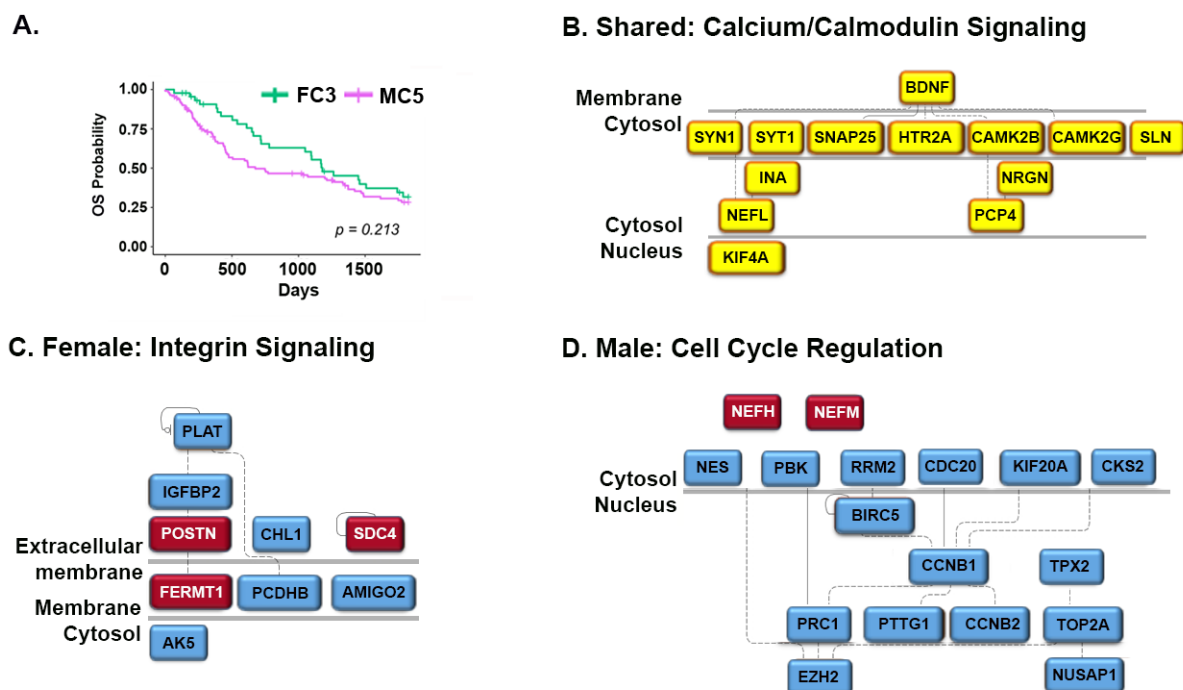 A.
1.00
0.75
0.50
0.25
0.00
OS Probability
FC3 MC5
p = 0.213
0 500 1000 1500
Days
B. Shared: Calcium/Calmodulin Signaling
BDNF
Membrane
Cytosol
SYN1 SYT1 SNAP25 HTR2A CAMK2B CAMK2G SLN
INA NRGN
NEFL PCP4
Cytosol
Nucleus
KIF4A
C. Female: Integrin Signaling
PLAT
IGFBP2
POSTN CHL1 SDC4
Extracellular
membrane
FERMT1 PCDHB AMIGO2
Membrane
Cytosol
AK5
D. Male: Cell Cycle Regulation
NEFH NEFM
NES PBK RRM2 CDC20 KIF20A CKS2
Cytosol
Nucleus
BIRC5
CCNB1 TPX2
PRC1 PTTG1 CCNB2 TOP2A
EZH2 NUSAP1